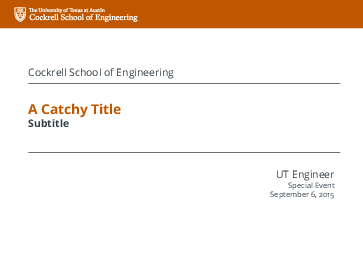 The University of Texas at Austin
Cockrell School of Engineering
Cockrell School of Engineering
A Catchy Title
Subtitle
UT Engineer
Special Event
September 6, 2015